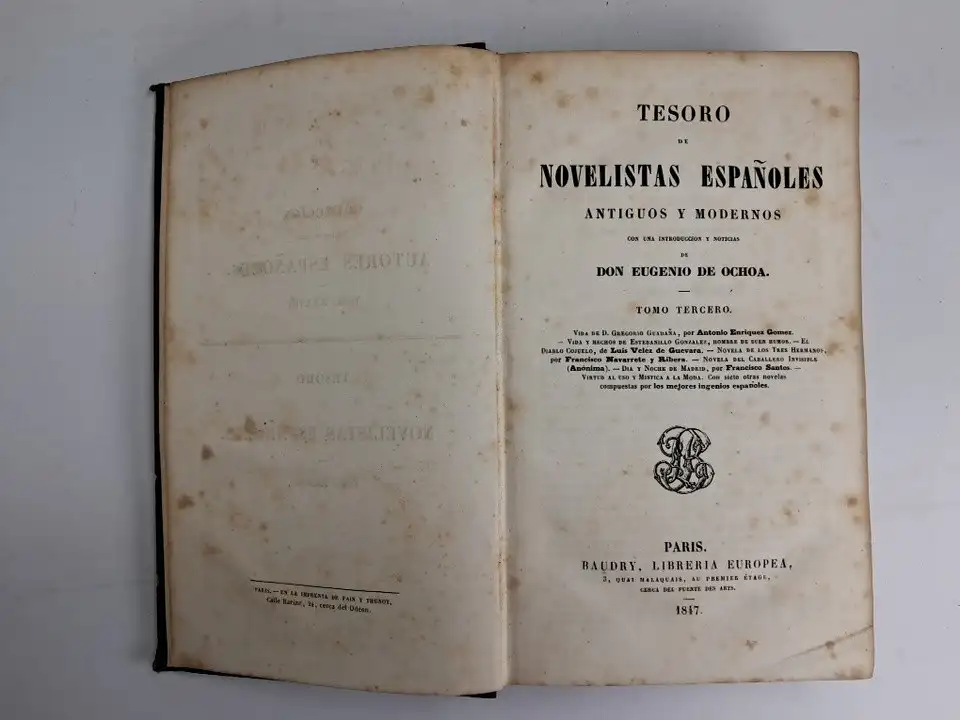 PARIS. — EN LA IMPRENTA DE FAIN Y THUNOT,
Calle Racine, 28, cerca del Odeon.
TESORO
DE
NOVELISTAS ESPAÑOLES
ANTIGUOS Y MODERNOS
CON UNA INTRODUCCION Y NOTICIAS
DE
DON EUGENIO DE OCHOA.
TOMO TERCERO.
VIDA DE D. GREGORIO GUADAÑA, por Antonio Enriquez Gomez.
— VIDA Y HECHOS DE ESTEBANILLO GONZALES, HOMBRE DE BUEN HUMOR. — EL
DIABLO COJUELO, de Luis Velez de Guevara. — NOVELA DE LOS TRES HERMANOS,
por Francisco Navarrete y Ribera. — NOVELA DEL CABALLERO INVISIBLE
(Anónima). — DIA Y NOCHE DE MADRID, por Francisco Santos. —
VIRTUD AL USO Y MISTICA A LA MODA. Con siete otras novelas
compuestas por los mejores ingenios españoles.
PARIS.
BAUDRY, LIBRERIA EUROPEA,
3, QUAI MALAQUAIS, AU PREMIER ÉTAGE,
CERCA DEL PUENTE DES ARTS.
1847.